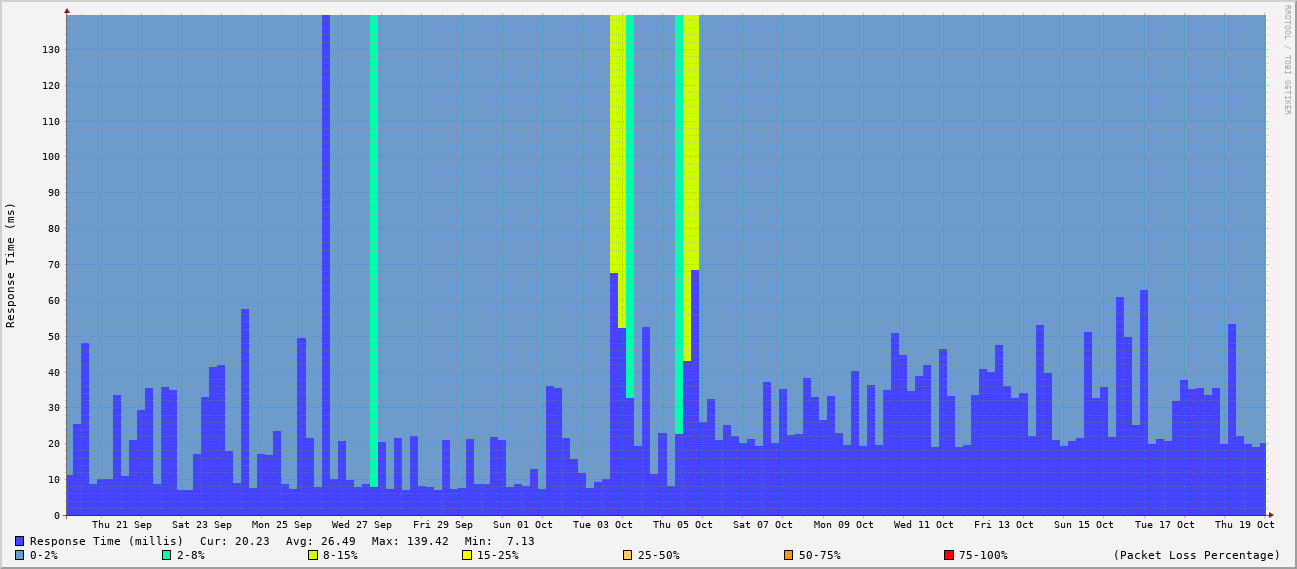 RRDTOOL / TOBI OETIKER
Response Time (ms)
130
120
110
100
90
80
70
60
50
40
30
20
10
0
Thu 21 Sep Sat 23 Sep Mon 25 Sep Wed 27 Sep Fri 29 Sep Sun 01 Oct Tue 03 Oct Thu 05 Oct Sat 07 Oct Mon 09 Oct Wed 11 Oct Fri 13 Oct Sun 15 Oct Tue 17 Oct Thu 19 Oct
Response Time (millis) Cur: 20.23 Avg: 26.49 Max: 139.42 Min: 7.13
0-2% 2-8% 8-15% 15-25% 25-50% 50-75% 75-100% (Packet Loss Percentage)